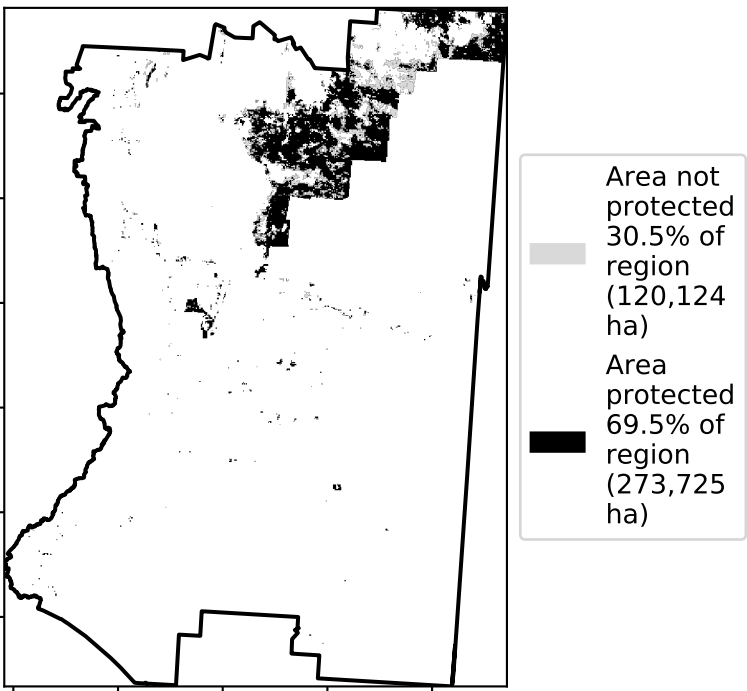 Area not
protected
30.5% of
region
(120,124
ha)
Area
protected
69.5% of
region
(273,725
ha)